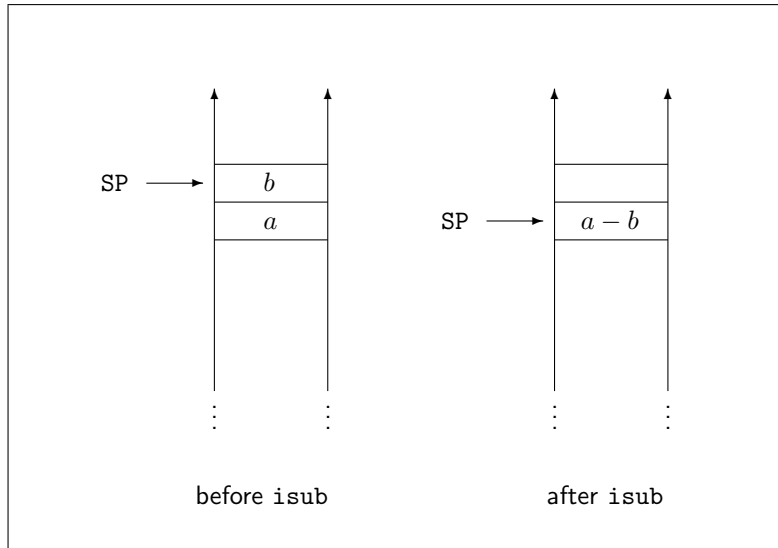 SP
b
a
SP
a − b
⋮ ⋮
⋮ ⋮
before isub
after isub